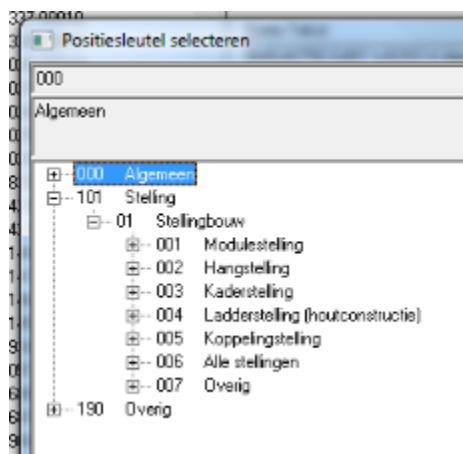 Positiesleutel selecteren
000
Algemeen
000 Algemeen
101 Stelling
01 Stellingbouw
001 Modulestelling
002 Hangstelling
003 Kaderstelling
004 Ladderstelling (houtconstructie)
005 Koppelingstelling
006 Alle stellingen
007 Overig
190 Overig